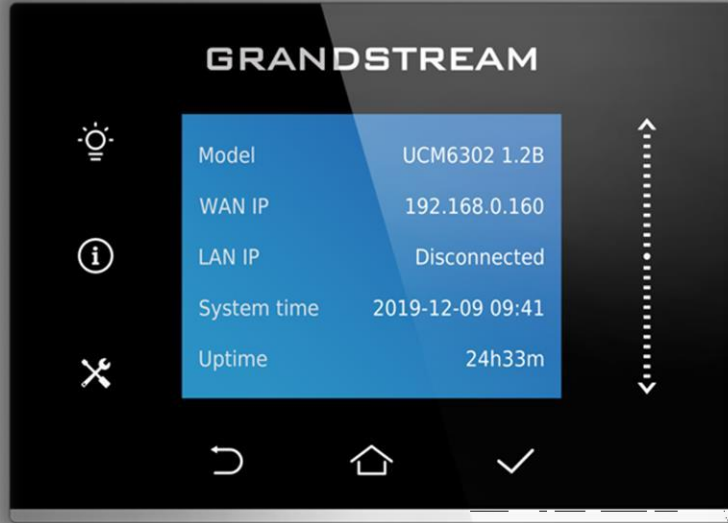 GRANDSTREAM
Model UCM6302 1.2B
WAN IP 192.168.0.160
LAN IP Disconnected
System time 2019-12-09 09:41
Uptime 24h33m